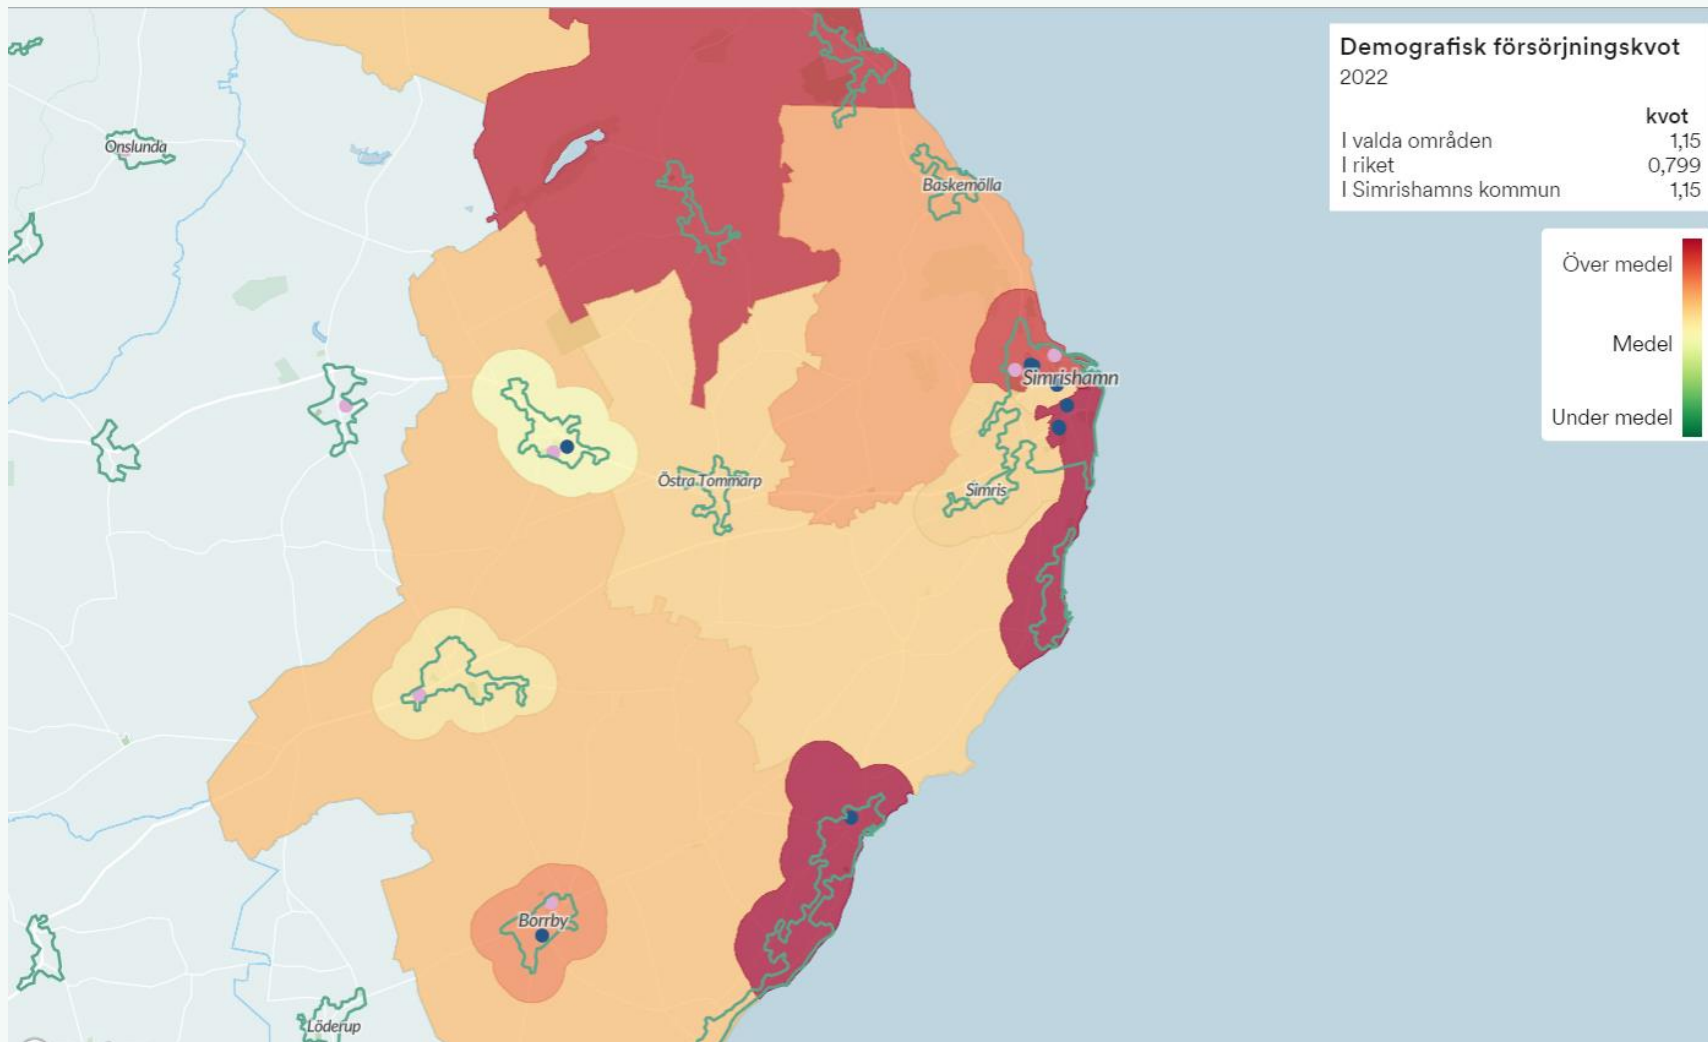 Demografisk försörjningskvot
2022
kvot
I valda områden 1,15
I riket 0,799
I Simrishamns kommun 1,15
Över medel
Medel
Under medel
Onslunda
Baskemölla
Simrishamn
Östra Tommarp
Simris
Borrby
Löderup